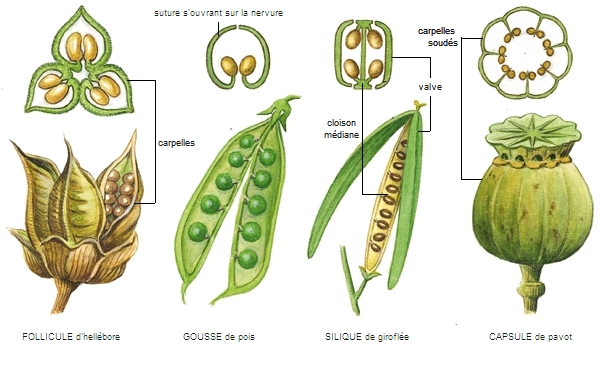 suture s'ouvrant sur la nervure
carpelles
soudés
valve
cloison
médiane
carpelles
FOLLICULE d'hellébore
GOUSSE de pois
SILIQUE de giroflée
CAPSULE de pavot